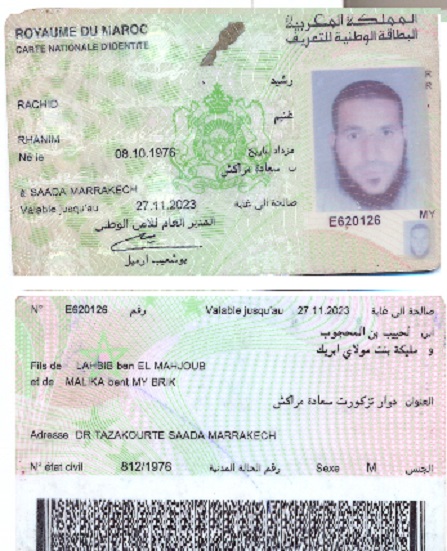 ROYAUME DU MAROC المملكة المغربية
CARTE NATIONALE D'IDENTITE البطاقة الوطنية للتعريف
رشيد
RACHID
غنيم
RHANIM
Né le 08.10.1976 مزداد بتاريخ
ب سعادة مراكش
à SAADA MARRAKECH
Valable jusqu'au 27.11.2023 صالحة الى غاية
المدير العام للأمن الوطني
بوشعيب ارميل
E620126
MY
N° E620126 رقم Valable jusqu'au 27.11.2023 صالحة الى غاية
ابن لحبيب بن المحجوب
و مليكة بنت مولاي ابريك
Fils de LAHBIB ben EL MAHJOUB
et de MALIKA bent MY BRIK
العنوان دوار تزكورت سعادة مراكش
Adresse DR TAZAKOURTE SAADA MARRAKECH
N° état civil 812/1976 رقم الحالة المدنية Sexe M الجنس